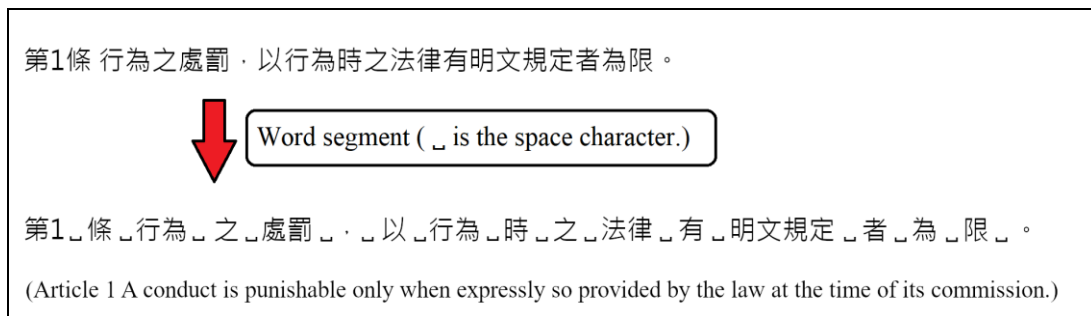 第1條 行為之處罰，以行為時之法律有明文規定者為限。
Word segment ( ␣ is the space character.)
第1␣條␣行為␣之␣處罰␣，␣以␣行為␣時␣之␣法律␣有␣明文規定␣者␣為␣限␣。
(Article 1 A conduct is punishable only when expressly so provided by the law at the time of its commission.)